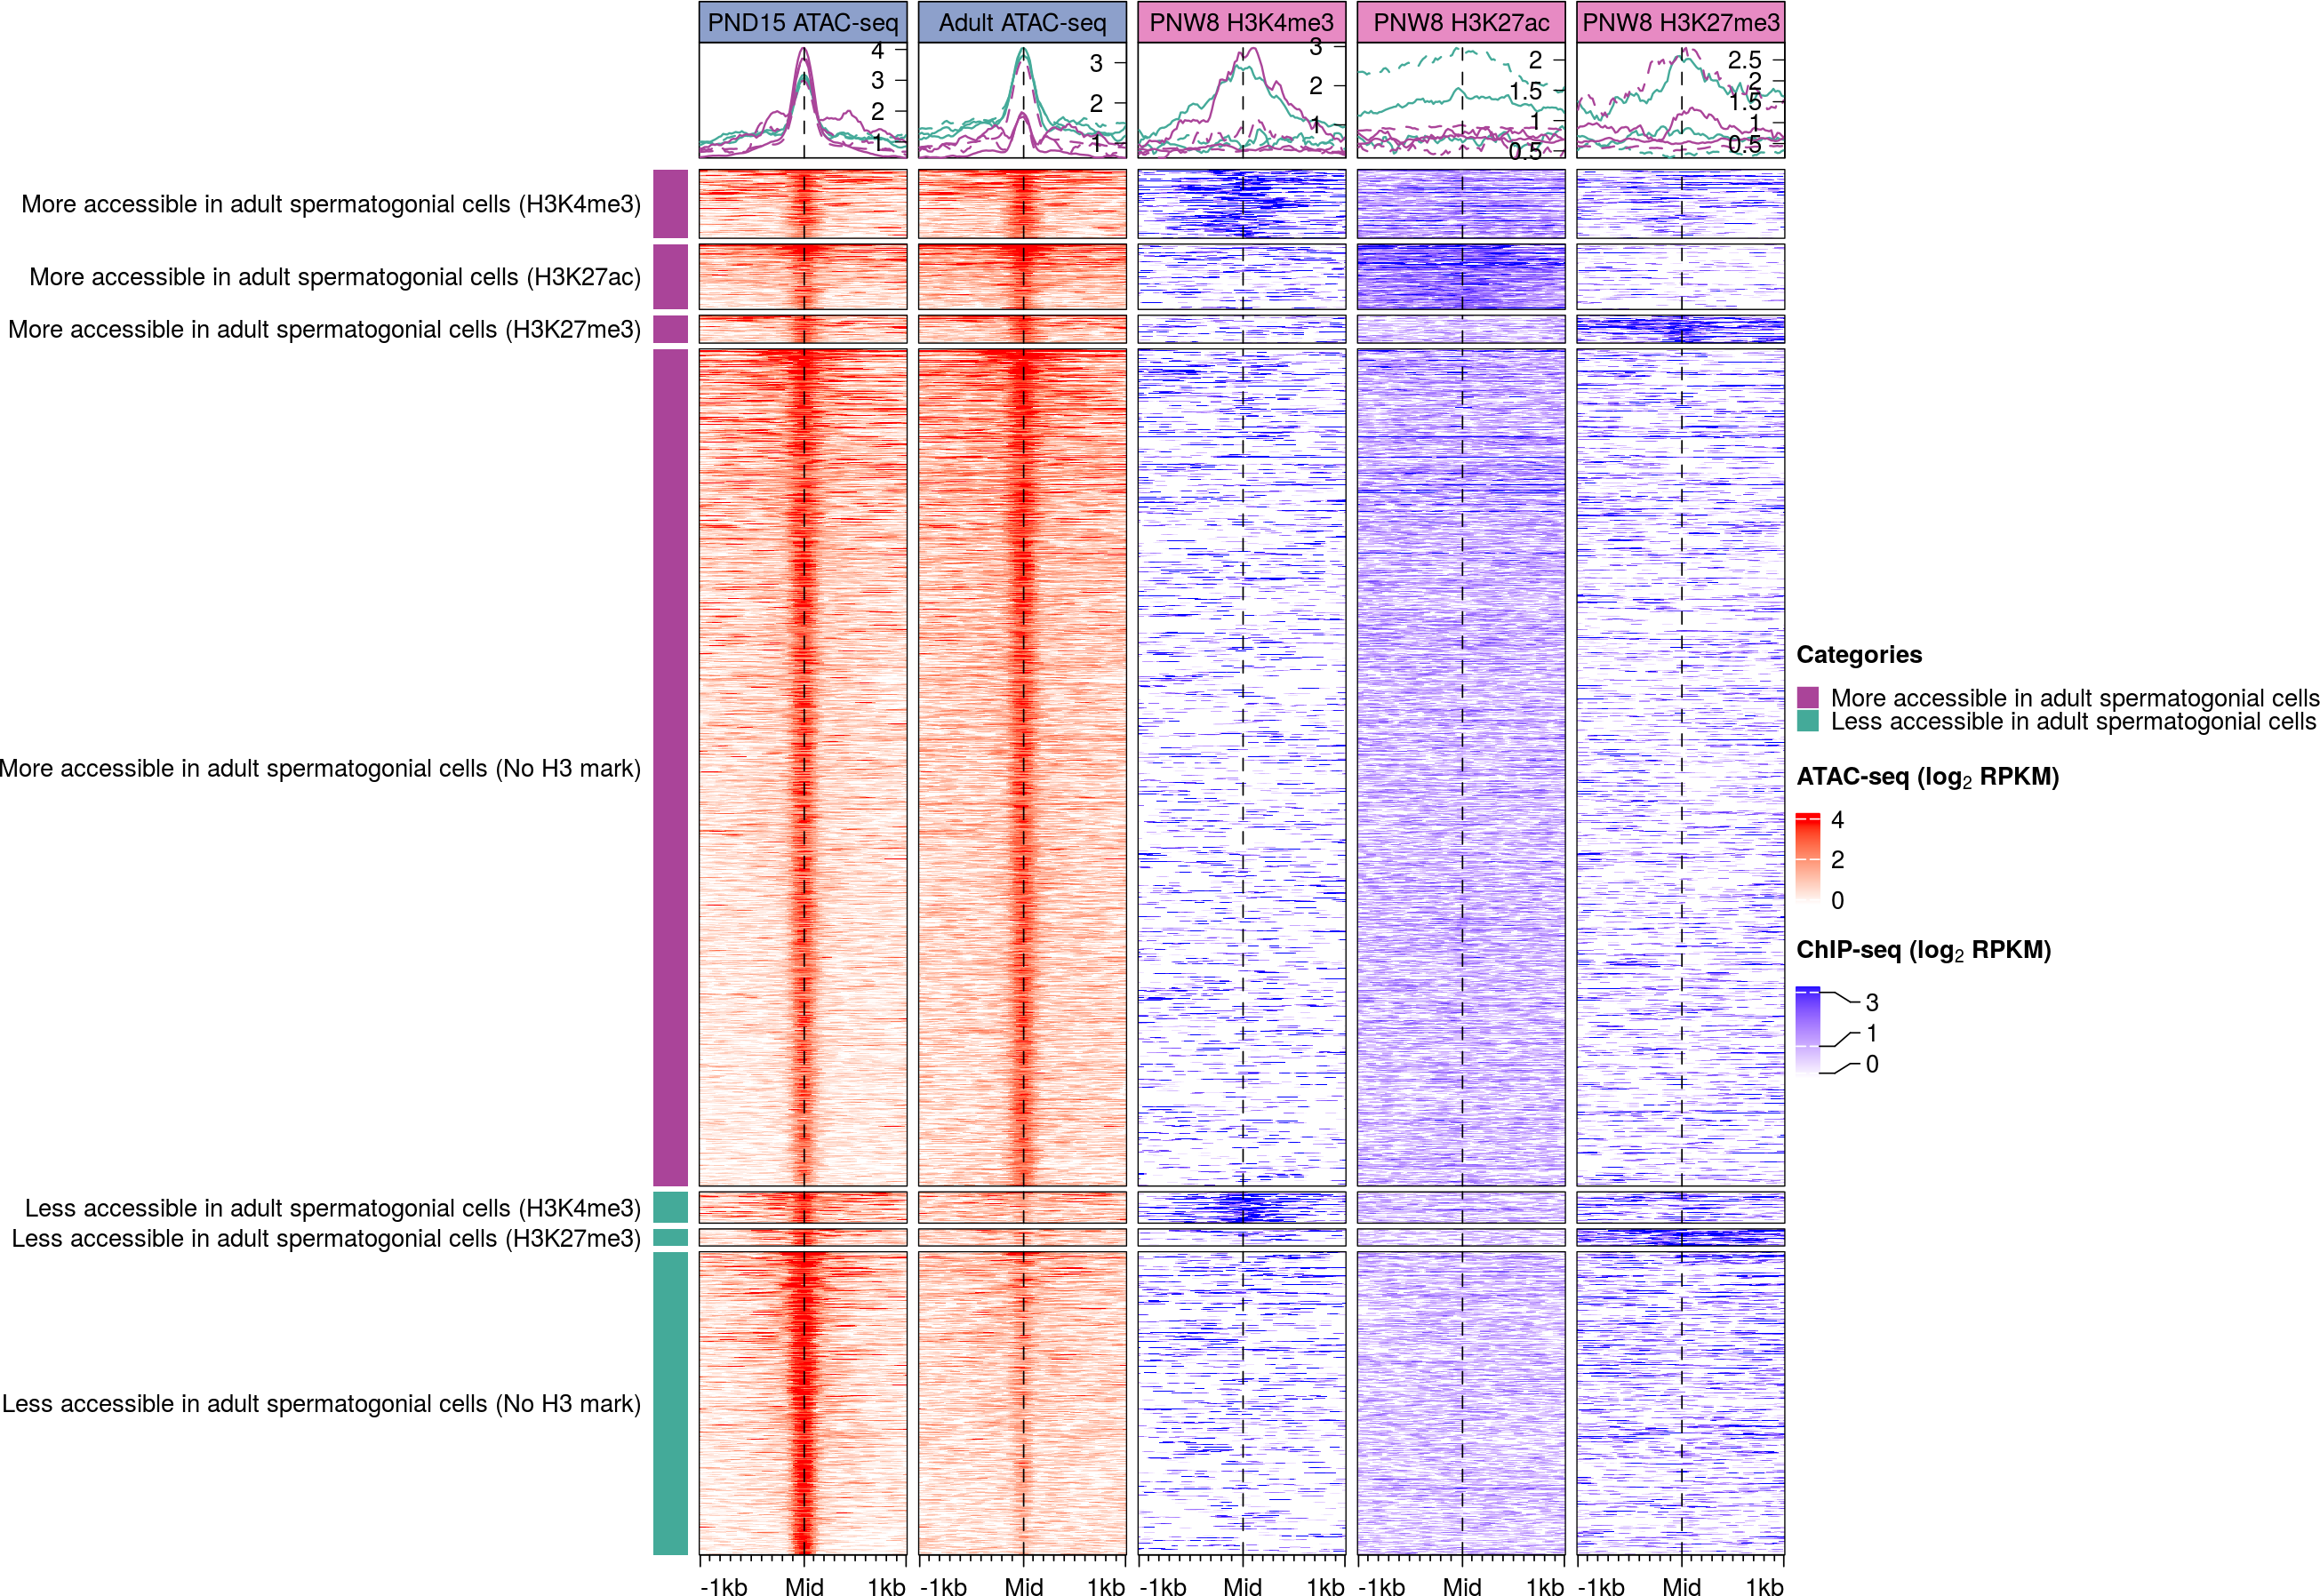 PND15 ATAC-seq
Adult ATAC-seq
PNW8 H3K4me3
PNW8 H3K27ac
PNW8 H3K27me3
4
3
2
1
3
2
1
3
2
1
2
1.5
1
0.5
2.5
2
1.5
1
0.5
More accessible in adult spermatogonial cells (H3K4me3)
More accessible in adult spermatogonial cells (H3K27ac)
More accessible in adult spermatogonial cells (H3K27me3)
More accessible in adult spermatogonial cells (No H3 mark)
Less accessible in adult spermatogonial cells (H3K4me3)
Less accessible in adult spermatogonial cells (H3K27me3)
Less accessible in adult spermatogonial cells (No H3 mark)
-1kb Mid 1kb
-1kb Mid 1kb
-1kb Mid 1kb
-1kb Mid 1kb
-1kb Mid 1kb
Categories
More accessible in adult spermatogonial cells
Less accessible in adult spermatogonial cells
ATAC-seq (log₂ RPKM)
4
2
0
ChIP-seq (log₂ RPKM)
3
1
0